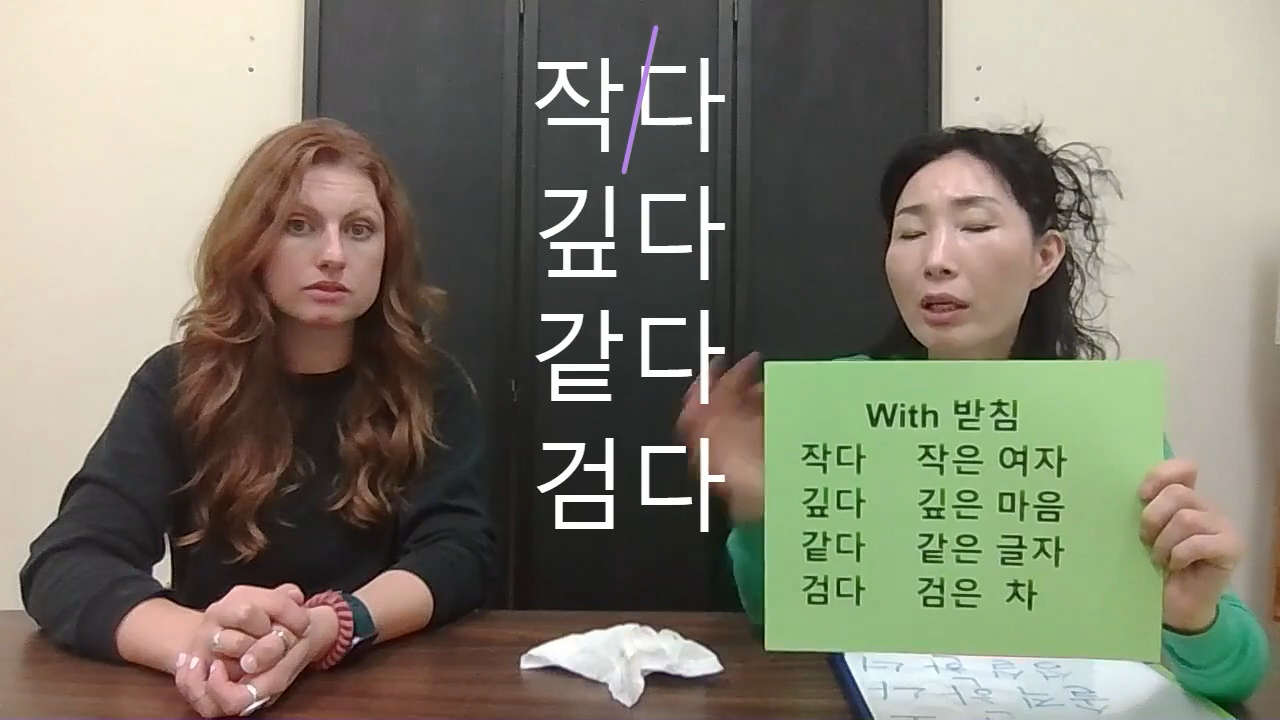 작다
깊다
같다
검다
With 받침
작다 작은 여자
깊다 깊은 마음
같다 같은 글자
검다 검은 차